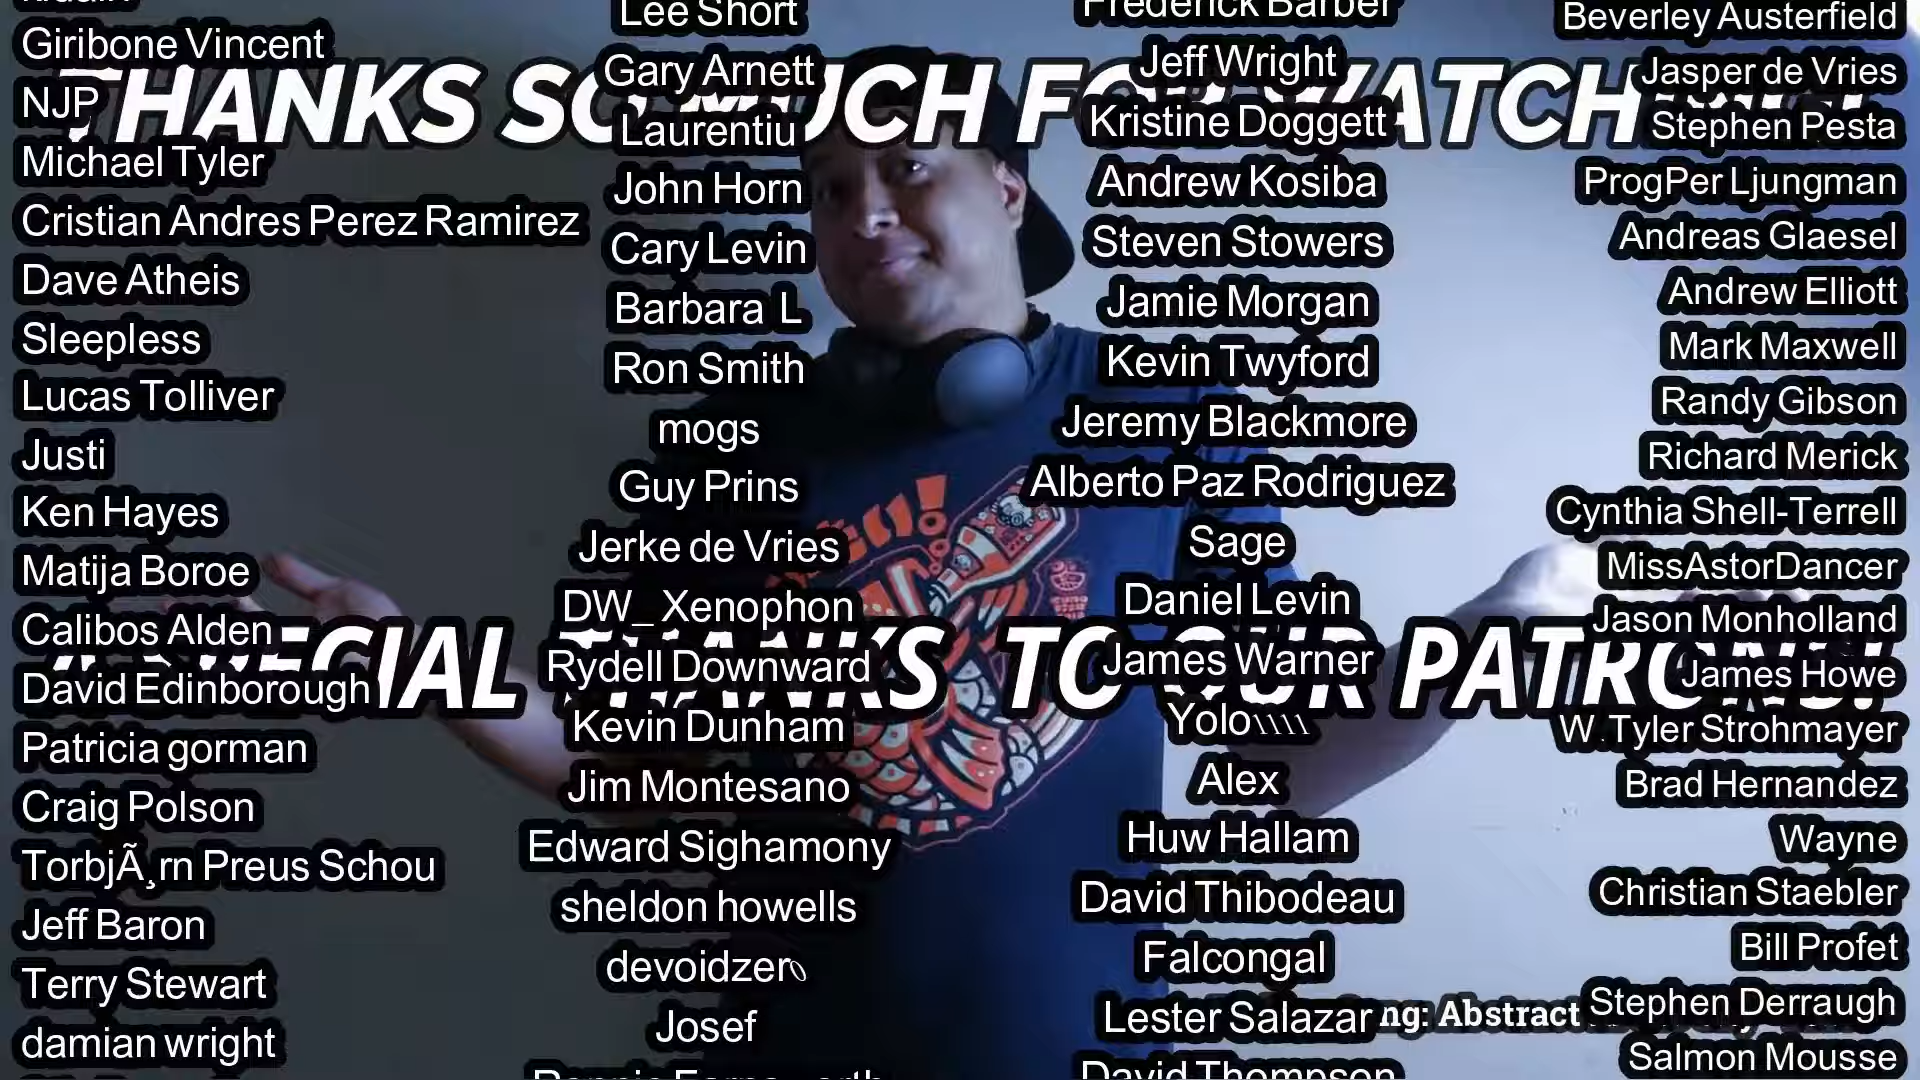 THANKS SO MUCH FOR WATCHING!
A SPECIAL THANKS TO OUR PATRONS!
Giribone Vincent
NJP
Michael Tyler
Cristian Andres Perez Ramirez
Dave Atheis
Sleepless
Lucas Tolliver
Justi
Ken Hayes
Matija Boroe
Calibos Alden
David Edinborough
Patricia gorman
Craig Polson
TorbjÃ¸rn Preus Schou
Jeff Baron
Terry Stewart
damian wright
Lee Short
Gary Arnett
Laurentiu
John Horn
Cary Levin
Barbara L
Ron Smith
mogs
Guy Prins
Jerke de Vries
DW_ Xenophon
Rydell Downward
Kevin Dunham
Jim Montesano
Edward Sighamony
sheldon howells
devoidzero
Josef
Frederick Barber
Jeff Wright
Kristine Doggett
Andrew Kosiba
Steven Stowers
Jamie Morgan
Kevin Twyford
Jeremy Blackmore
Alberto Paz Rodriguez
Sage
Daniel Levin
James Warner
Yolo\\\\
Alex
Huw Hallam
David Thibodeau
Falcongal
Lester Salazar
David Thompson
Beverley Austerfield
Jasper de Vries
Stephen Pesta
ProgPer Ljungman
Andreas Glaesel
Andrew Elliott
Mark Maxwell
Randy Gibson
Richard Merick
Cynthia Shell-Terrell
MissAstorDancer
Jason Monholland
James Howe
W.Tyler Strohmayer
Brad Hernandez
Wayne
Christian Staebler
Bill Profet
Stephen Derraugh
Salmon Mousse
ng: Abstract